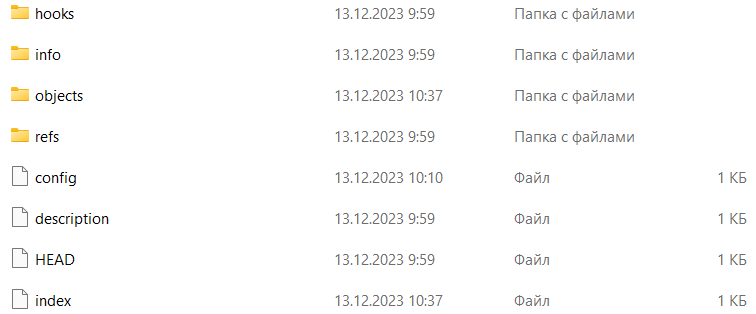 hooks 13.12.2023 9:59 Папка с файлами
info 13.12.2023 9:59 Папка с файлами
objects 13.12.2023 10:37 Папка с файлами
refs 13.12.2023 9:59 Папка с файлами
config 13.12.2023 10:10 Файл 1 КБ
description 13.12.2023 9:59 Файл 1 КБ
HEAD 13.12.2023 9:59 Файл 1 КБ
index 13.12.2023 10:37 Файл 1 КБ